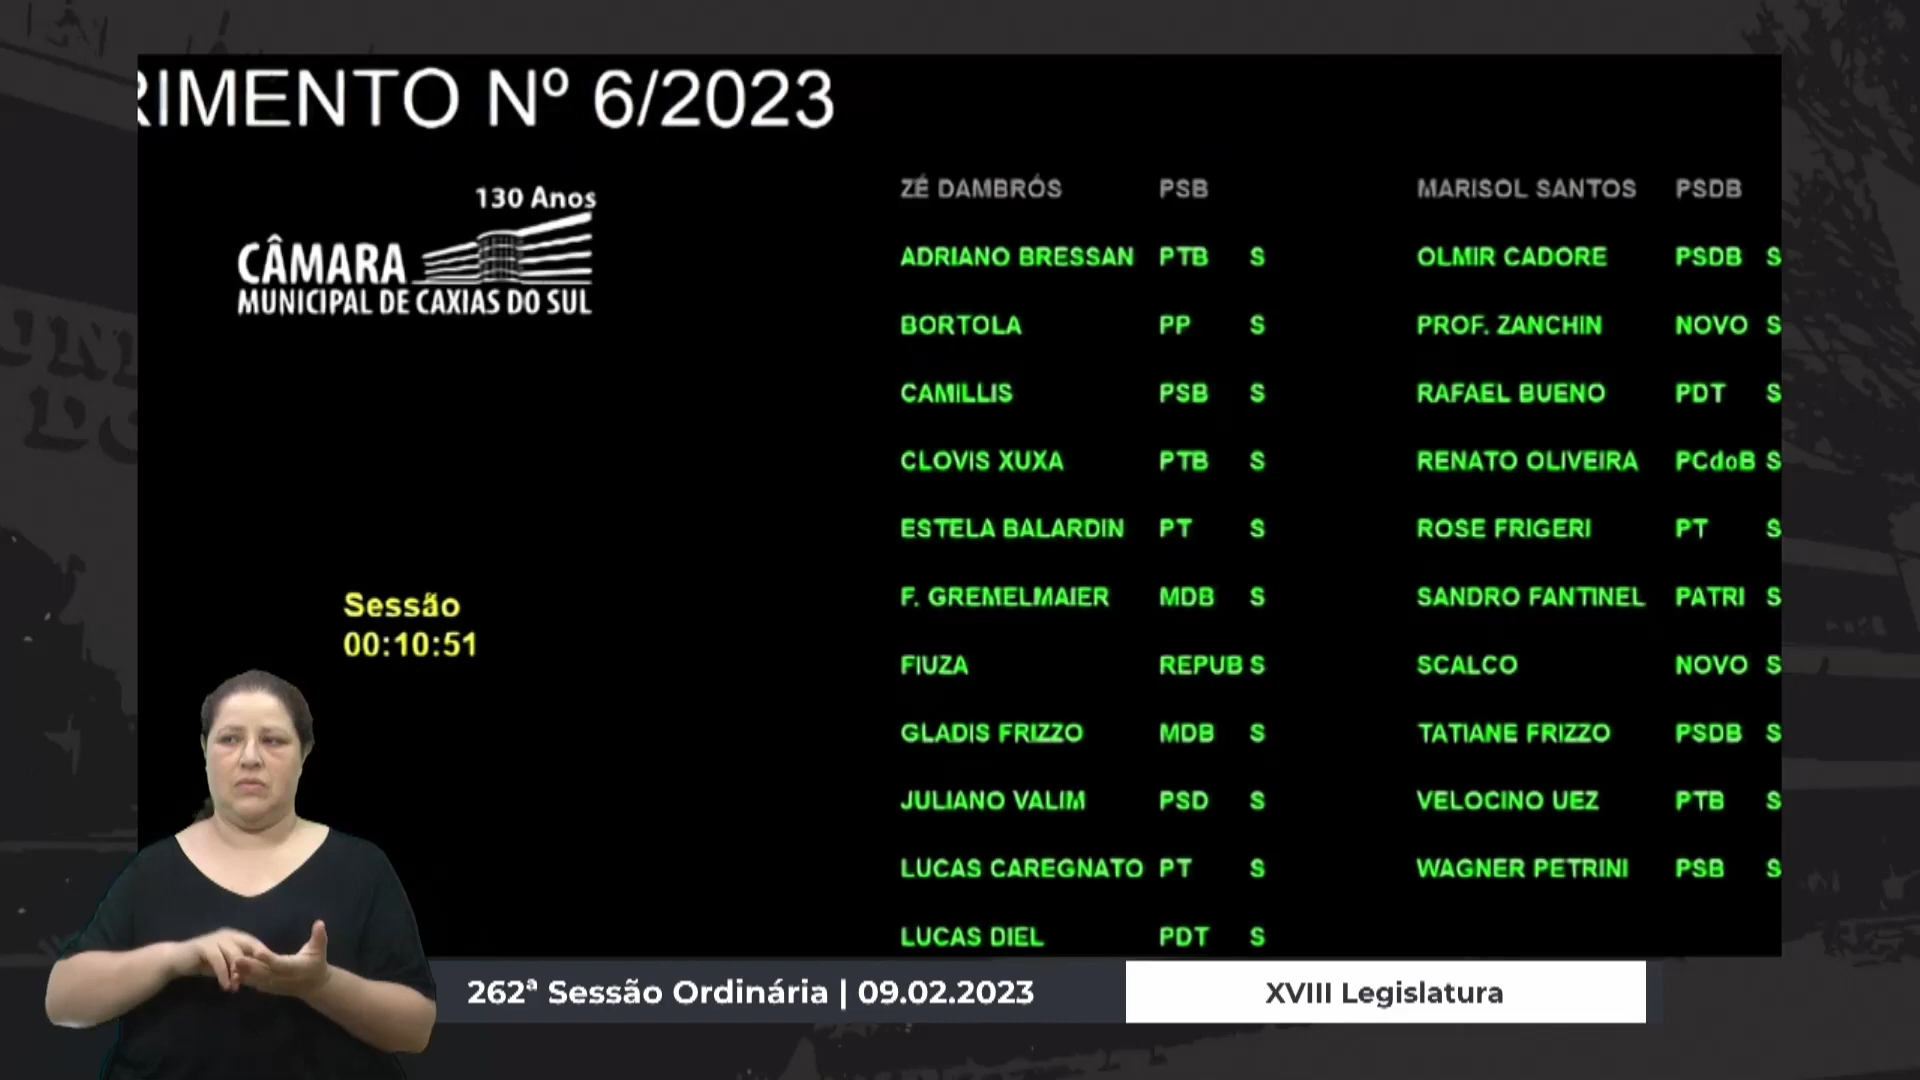 RIMENTO Nº 6/2023
130 Anos
CÂMARA
MUNICIPAL DE CAXIAS DO SUL
Sessão
00:10:51
ZÉ DAMBRÓS PSB
ADRIANO BRESSAN PTB S
BORTOLA PP S
CAMILLIS PSB S
CLOVIS XUXA PTB S
ESTELA BALARDIN PT S
F. GREMELMAIER MDB S
FIUZA REPUB S
GLADIS FRIZZO MDB S
JULIANO VALIM PSD S
LUCAS CAREGNATO PT S
LUCAS DIEL PDT S
MARISOL SANTOS PSDB
OLMIR CADORE PSDB S
PROF. ZANCHIN NOVO S
RAFAEL BUENO PDT S
RENATO OLIVEIRA PCdoB S
ROSE FRIGERI PT S
SANDRO FANTINEL PATRI S
SCALCO NOVO S
TATIANE FRIZZO PSDB S
VELOCINO UEZ PTB S
WAGNER PETRINI PSB S
262ª Sessão Ordinária | 09.02.2023
XVIII Legislatura